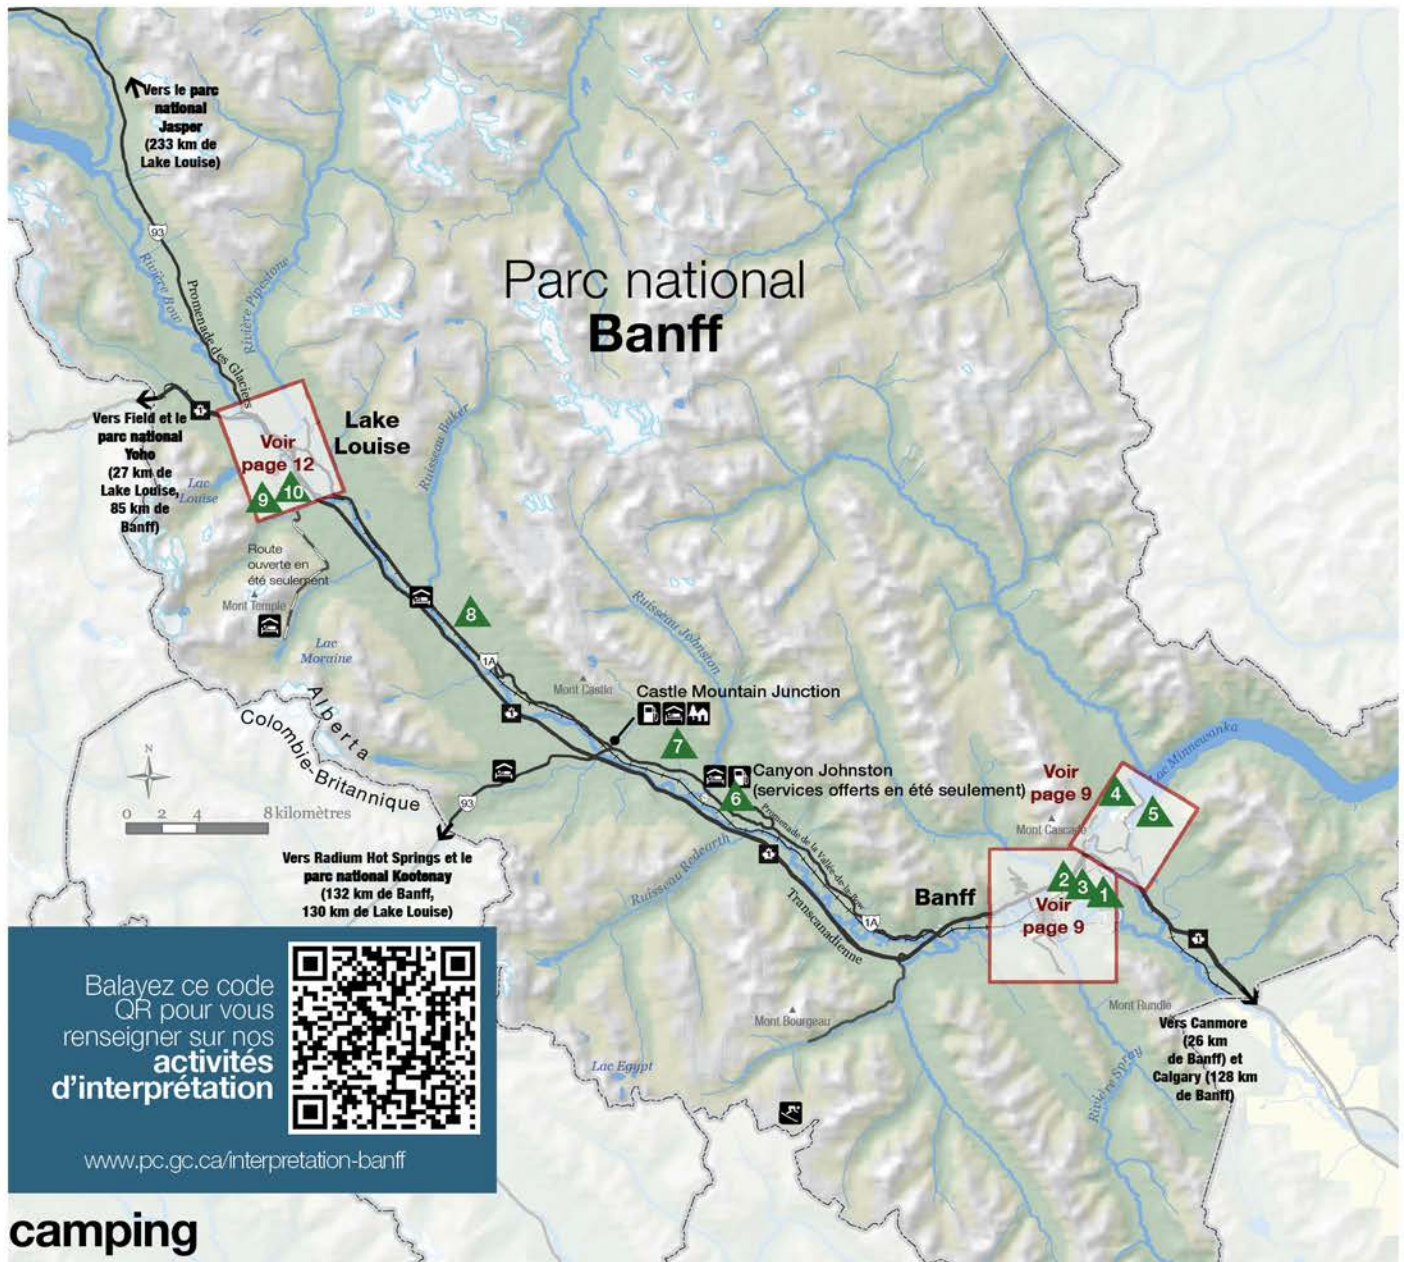 Vers le parc
national
Jasper
(233 km de
Lake Louise)
93
Rivière Bow
Promenade des Glaciers
Rivière Pipestone
Parc national
Banff
1
Vers Field et le
parc national
Yoho
(27 km de
Lake Louise,
85 km de
Banff)
Lake
Louise
Voir
page 12
9
10
Lac
Louise
Ruisseau Baker
Route
ouverte en
été seulement
Mont Temple
Lac
Moraine
8
1A
1
Mont Castle
Ruisseau Johnston
Castle Mountain Junction
7
Canyon Johnston
(services offerts en été seulement)
6
Alberta
Colombie-Britannique
N
0 2 4 8 kilomètres
93
Vers Radium Hot Springs et le
parc national Kootenay
(132 km de Banff,
130 km de Lake Louise)
Ruisseau Redearth
1
Promenade de la Vallée-de-la-Bow
Transcanadienne
1A
Lac Minnewanka
Voir
page 9
4
5
Mont Cascade
Banff
2
3
1
Voir
page 9
1
Mont Rundle
Mont Bourgeau
Lac Egypt
Rivière Spray
Vers Canmore
(26 km
de Banff) et
Calgary (128 km
de Banff)
Balayez ce code
QR pour vous
renseigner sur nos
activités
d'interprétation
www.pc.gc.ca/interpretation-banff
camping